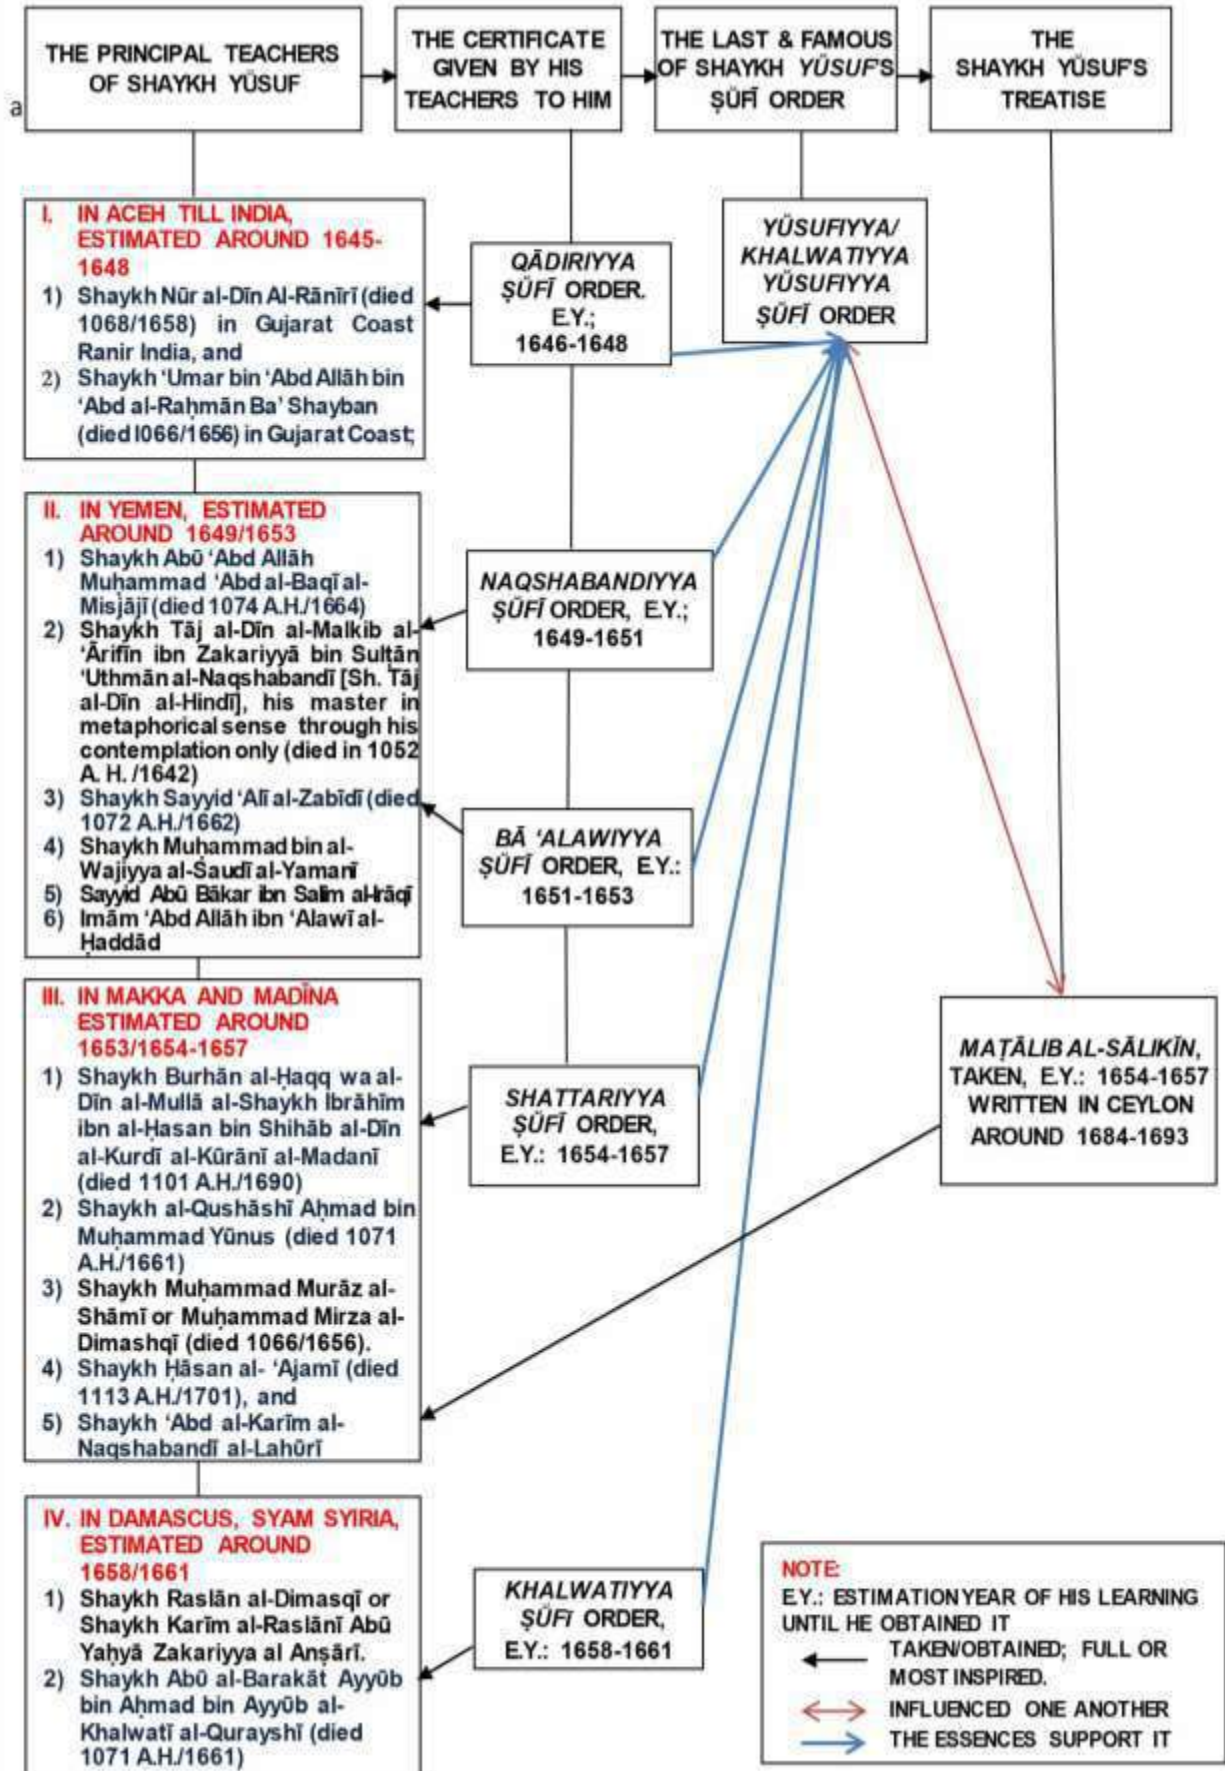 THE PRINCIPAL TEACHERS
OF SHAYKH YŪSUF
THE CERTIFICATE
GIVEN BY HIS
TEACHERS TO HIM
THE LAST & FAMOUS
OF SHAYKH YŪSUF'S
ṢŪFĪ ORDER
THE
SHAYKH YŪSUF'S
TREATISE
a
I. IN ACEH TILL INDIA,
ESTIMATED AROUND 1645-
1648
1) Shaykh Nūr al-Dīn Al-Rānīrī (died
1068/1658) in Gujarat Coast
Ranir India, and
2) Shaykh ‘Umar bin ‘Abd Allāh bin
‘Abd al-Raḥmān Ba’ Shayban
(died I066/1656) in Gujarat Coast;
QĀDIRIYYA
ṢŪFĪ ORDER.
E.Y.;
1646-1648
YŪSUFIYYA/
KHALWATIYYA
YŪSUFIYYA
ṢŪFĪ ORDER
II. IN YEMEN, ESTIMATED
AROUND 1649/1653
1) Shaykh Abū ‘Abd Allāh
Muḥammad ‘Abd al-Baqī al-
Misjājī (died 1074 A.H./1664)
2) Shaykh Tāj al-Dīn al-Malkib al-
‘Ārifīn ibn Zakariyyā bin Sulṭān
‘Uthmān al-Naqshabandī [Sh. Tāj
al-Dīn al-Hindī], his master in
metaphorical sense through his
contemplation only (died in 1052
A. H. /1642)
3) Shaykh Sayyid ‘Alī al-Zabīdī (died
1072 A.H./1662)
4) Shaykh Muḥammad bin al-
Wajiyya al-Saudī al-Yamanī
5) Sayyid Abū Bākar ibn Salim al-Irāqī
6) Imām ‘Abd Allāh ibn ‘Alawī al-
Ḥaddād
NAQSHABANDIYYA
ṢŪFĪ ORDER, E.Y.;
1649-1651
BĀ ‘ALAWIYYA
ṢŪFĪ ORDER, E.Y.:
1651-1653
III. IN MAKKA AND MADĪNA
ESTIMATED AROUND
1653/1654-1657
1) Shaykh Burhān al-Ḥaqq wa al-
Dīn al-Mullā al-Shaykh Ibrāhīm
ibn al-Ḥasan bin Shihāb al-Dīn
al-Kurdī al-Kūrānī al-Madanī
(died 1101 A.H./1690)
2) Shaykh al-Qushāshī Aḥmad bin
Muḥammad Yūnus (died 1071
A.H./1661)
3) Shaykh Muḥammad Murāz al-
Shāmī or Muḥammad Mirza al-
Dimashqī (died 1066/1656).
4) Shaykh Ḥāsan al- ‘Ajamī (died
1113 A.H./1701), and
5) Shaykh ‘Abd al-Karīm al-
Naqshabandī al-Lahūrī
SHATTARIYYA
ṢŪFĪ ORDER,
E.Y.: 1654-1657
MAṬĀLIB AL-SĀLIKĪN,
TAKEN, E.Y.: 1654-1657
WRITTEN IN CEYLON
AROUND 1684-1693
IV. IN DAMASCUS, SYAM SYIRIA,
ESTIMATED AROUND
1658/1661
1) Shaykh Raslān al-Dimasqī or
Shaykh Karīm al-Raslānī Abū
Yaḥyā Zakariyya al Anṣārī.
2) Shaykh Abū al-Barakāt Ayyūb
bin Aḥmad bin Ayyūb al-
Khalwatī al-Qurayshī (died
1071 A.H./1661)
KHALWATIYYA
ṢŪFI ORDER,
E.Y.: 1658-1661
NOTE:
E.Y.: ESTIMATION YEAR OF HIS LEARNING
UNTIL HE OBTAINED IT
TAKEN/OBTAINED; FULL OR
MOST INSPIRED.
INFLUENCED ONE ANOTHER
THE ESSENCES SUPPORT IT